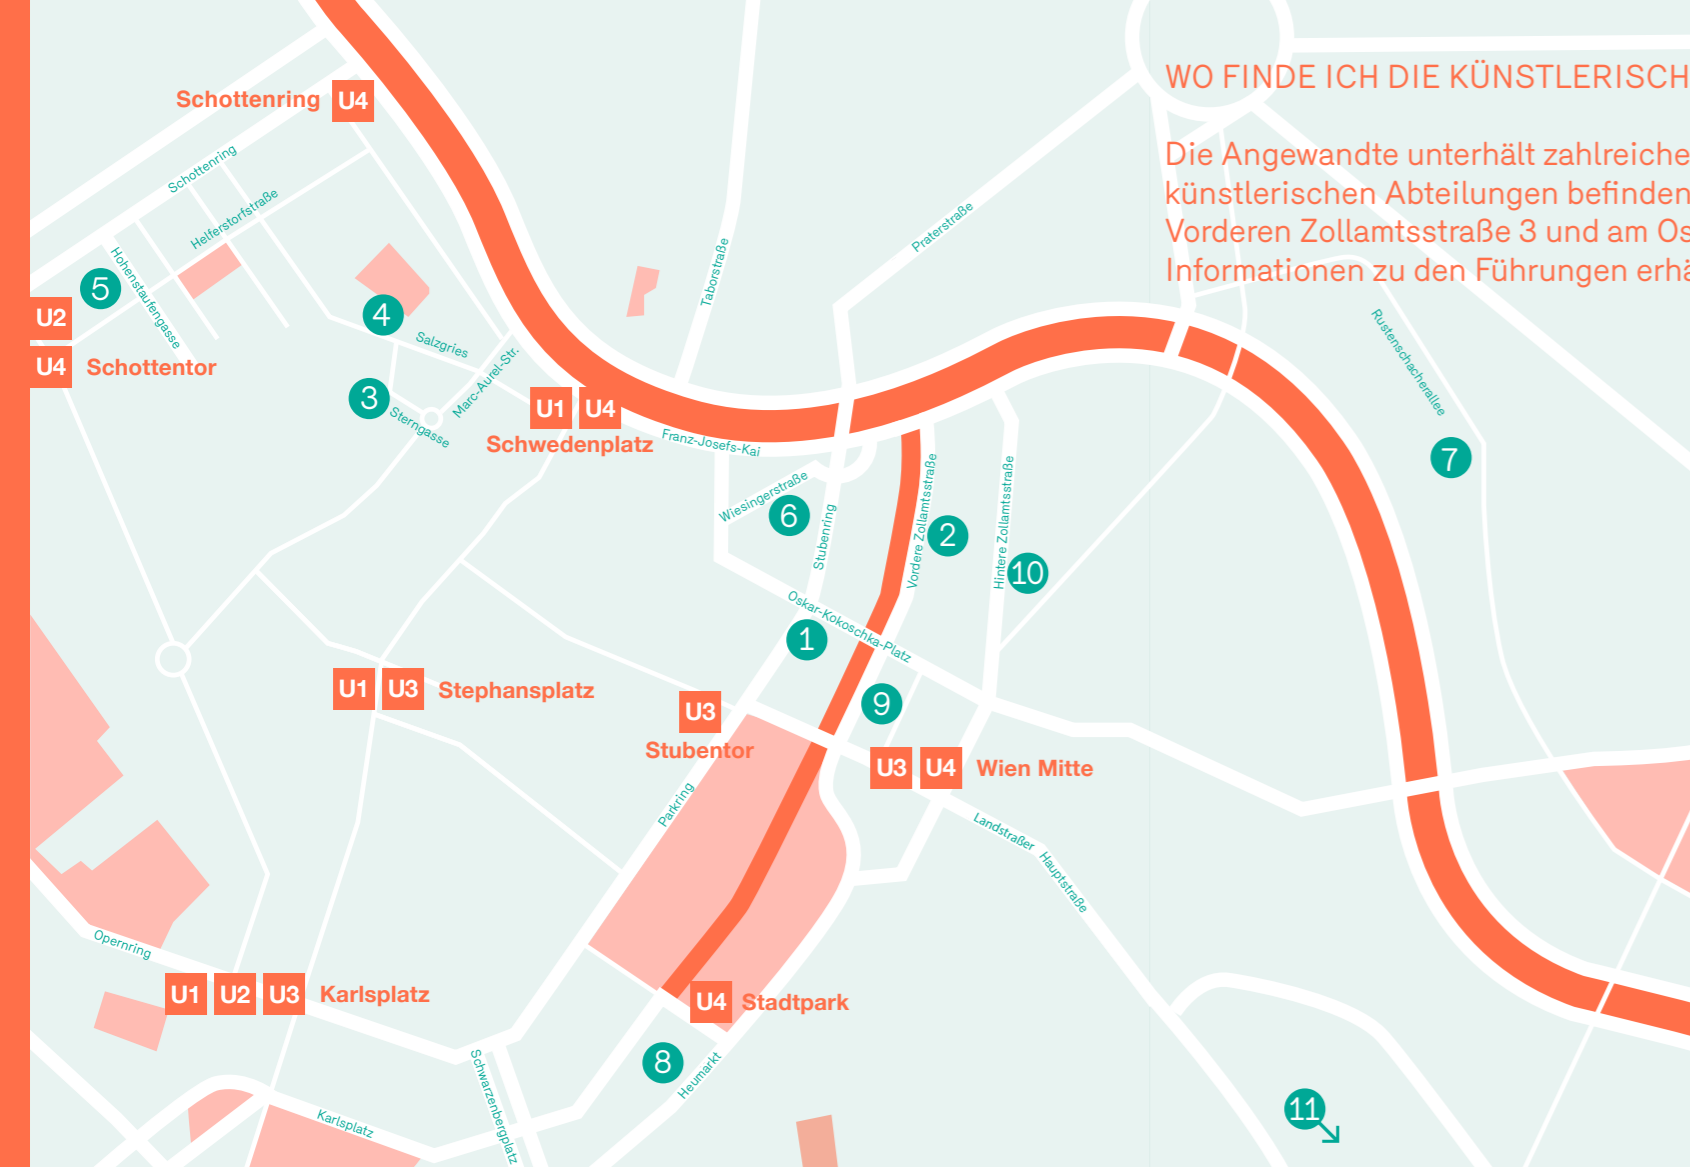 WO FINDE ICH DIE KÜNSTLERISCH
Die Angewandte unterhält zahlreiche
künstlerischen Abteilungen befinden
Vorderen Zollamtsstraße 3 und am Os
Informationen zu den Führungen erhä
Schottenring U4
Schottenring
Helferstorfstraße
Hohenstaufengasse
5
U2
U4 Schottentor
4
Salzgries
3
Sterngasse
Marc-Aurel-Str.
U1 U4
Schwedenplatz
Franz-Josefs-Kai
Taborstraße
Praterstraße
Rustenschacherallee
7
Wiesingerstraße
6
Stubenring
Vordere Zollamtsstraße
2
Hintere Zollamtsstraße
10
Oskar-Kokoschka-Platz
1
9
U1 U3 Stephansplatz
U3
Stubentor
U3 U4 Wien Mitte
Parkring
Landstraßer Hauptstraße
Opernring
U1 U2 U3 Karlsplatz
U4 Stadtpark
8
Heumarkt
Schwarzenbergplatz
Karlsplatz
11